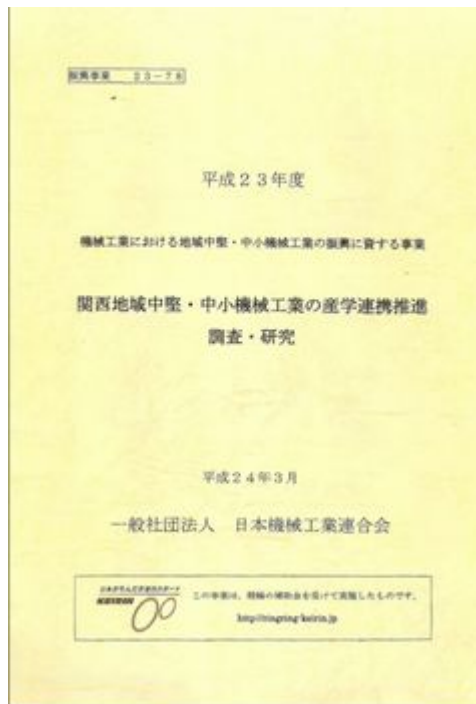 振興事業 23-78
平成23年度
機械工業における地域中堅・中小機械工業の振興に資する事業
関西地域中堅・中小機械工業の産学連携推進
調査・研究
平成24年3月
一般社団法人 日本機械工業連合会
KEIRIN
この事業は、競輪の補助金を受けて実施したものです。
http://ringring-keirin.jp